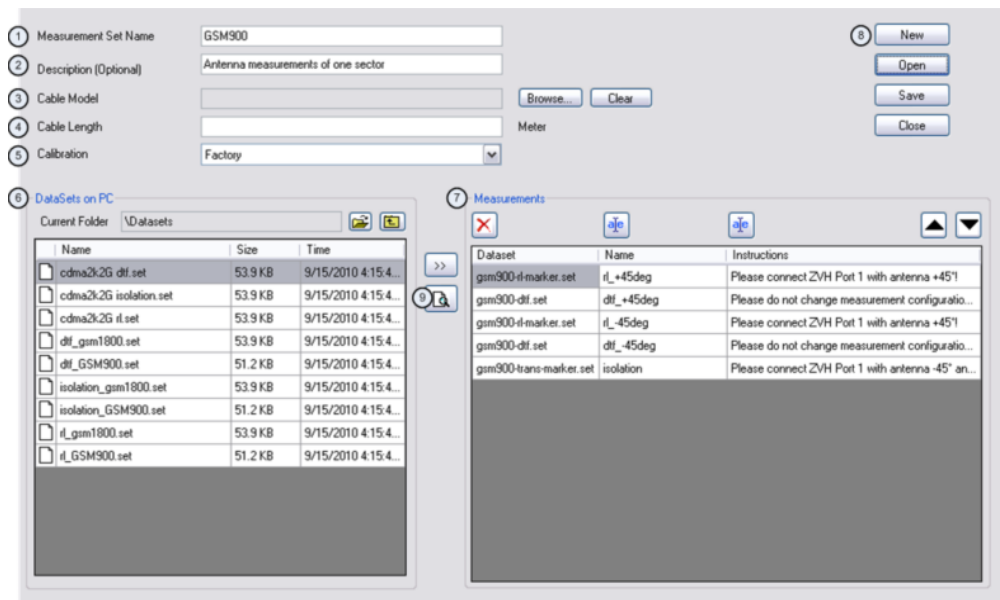 1 Measurement Set Name GSM900 8 New
2 Description (Optional) Antenna measurements of one sector Open
3 Cable Model Browse... Clear Save
4 Cable Length Meter Close
5 Calibration Factory
6 DataSets on PC 7 Measurements
Current Folder \Datasets
Name Size Time
cdma2k2G dtf.set 53.9 KB 9/15/2010 4:15:4...
cdma2k2G isolation.set 53.9 KB 9/15/2010 4:15:4...
cdma2k2G rl.set 53.9 KB 9/15/2010 4:15:4...
dtf_gsm1800.set 53.9 KB 9/15/2010 4:15:4...
dtf_GSM900.set 51.2 KB 9/15/2010 4:15:4...
isolation_gsm1800.set 53.9 KB 9/15/2010 4:15:4...
isolation_GSM900.set 51.2 KB 9/15/2010 4:15:4...
rl_gsm1800.set 53.9 KB 9/15/2010 4:15:4...
rl_GSM900.set 51.2 KB 9/15/2010 4:15:4...
>>
9
a|e a|e
Dataset Name Instructions
gsm900-rl-marker.set rl_+45deg Please connect ZVH Port 1 with antenna +45°!
gsm900-dtf.set dtf_+45deg Please do not change measurement configuratio...
gsm900-rl-marker.set rl_-45deg Please connect ZVH Port 1 with antenna +45°!
gsm900-dtf.set dtf_-45deg Please do not change measurement configuratio...
gsm900-trans-marker.set isolation Please connect ZVH Port 1 with antenna -45° an...